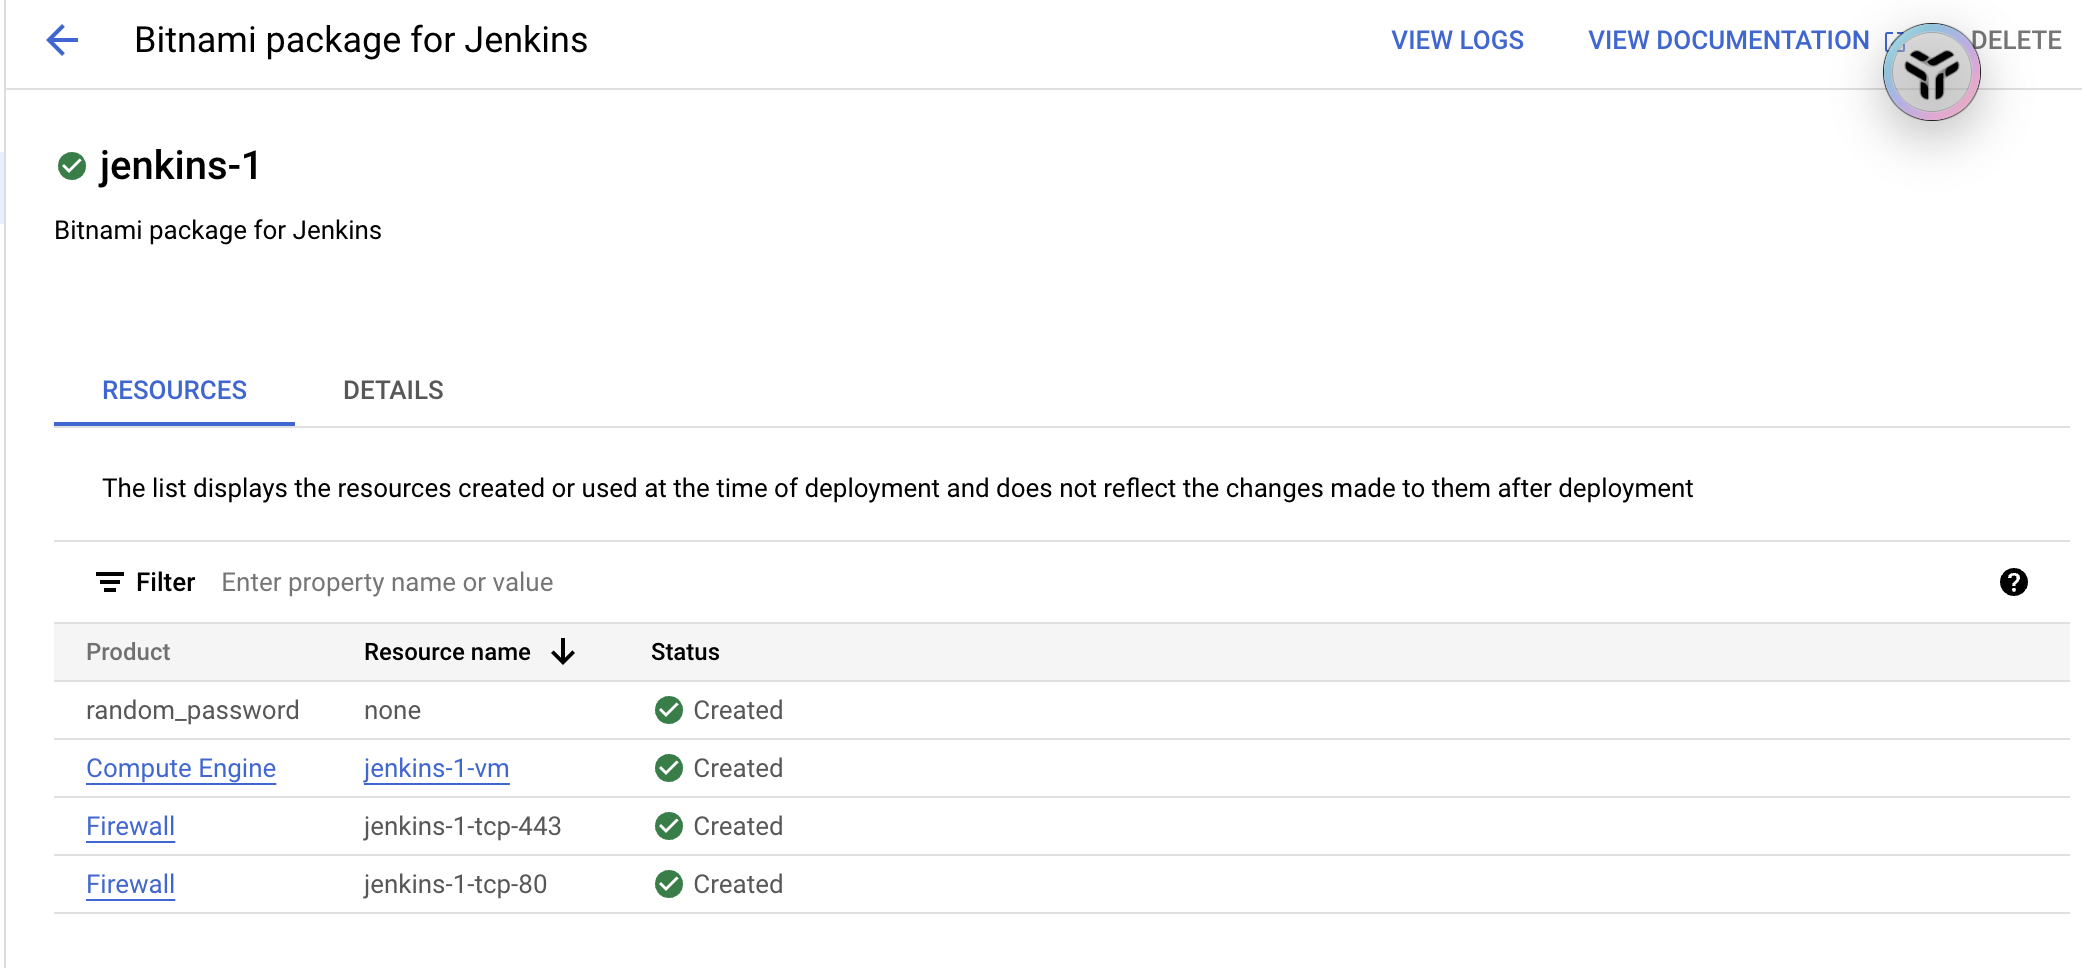 Bitnami package for Jenkins
VIEW LOGS
VIEW DOCUMENTATION
DELETE
jenkins-1
Bitnami package for Jenkins
RESOURCES
DETAILS
The list displays the resources created or used at the time of deployment and does not reflect the changes made to them after deployment
Filter Enter property name or value
Product Resource name Status
random_password none Created
Compute Engine jenkins-1-vm Created
Firewall jenkins-1-tcp-443 Created
Firewall jenkins-1-tcp-80 Created